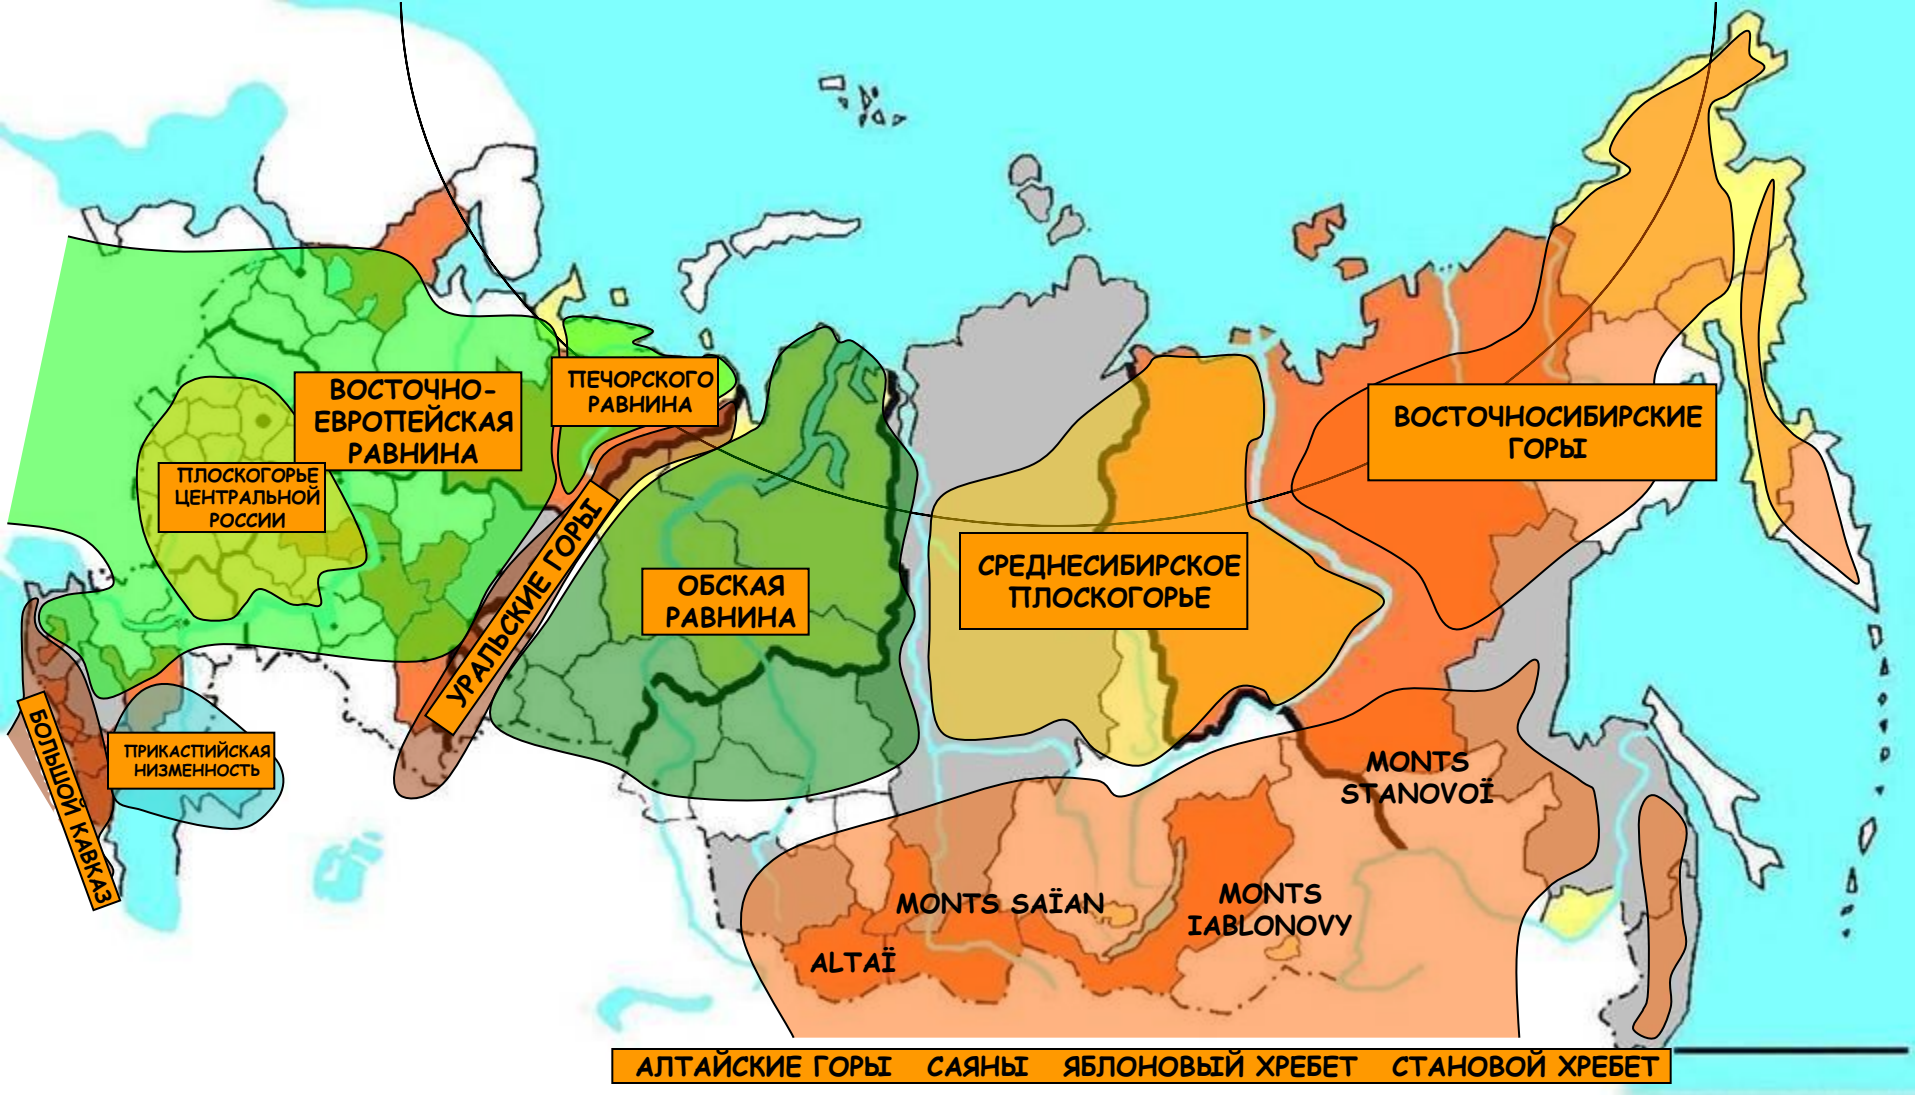 ВОСТОЧНО-
ЕВРОПЕЙСКАЯ
РАВНИНА
ПЕЧОРСКОГО
РАВНИНА
ВОСТОЧНОСИБИРСКИЕ
ГОРЫ
ПЛОСКОГОРЬЕ
ЦЕНТРАЛЬНОЙ
РОССИИ
УРАЛЬСКИЕ ГОРЫ
ОБСКАЯ
РАВНИНА
СРЕДНЕСИБИРСКОЕ
ПЛОСКОГОРЬЕ
БОЛЬШОЙ КАВКАЗ
ПРИКАСПИЙСКАЯ
НИЗМЕННОСТЬ
MONTS
STANOVOÏ
MONTS SAÏAN
MONTS
IABLONOVY
ALTAÏ
АЛТАЙСКИЕ ГОРЫ САЯНЫ ЯБЛОНОВЫЙ ХРЕБЕТ СТАНОВОЙ ХРЕБЕТ